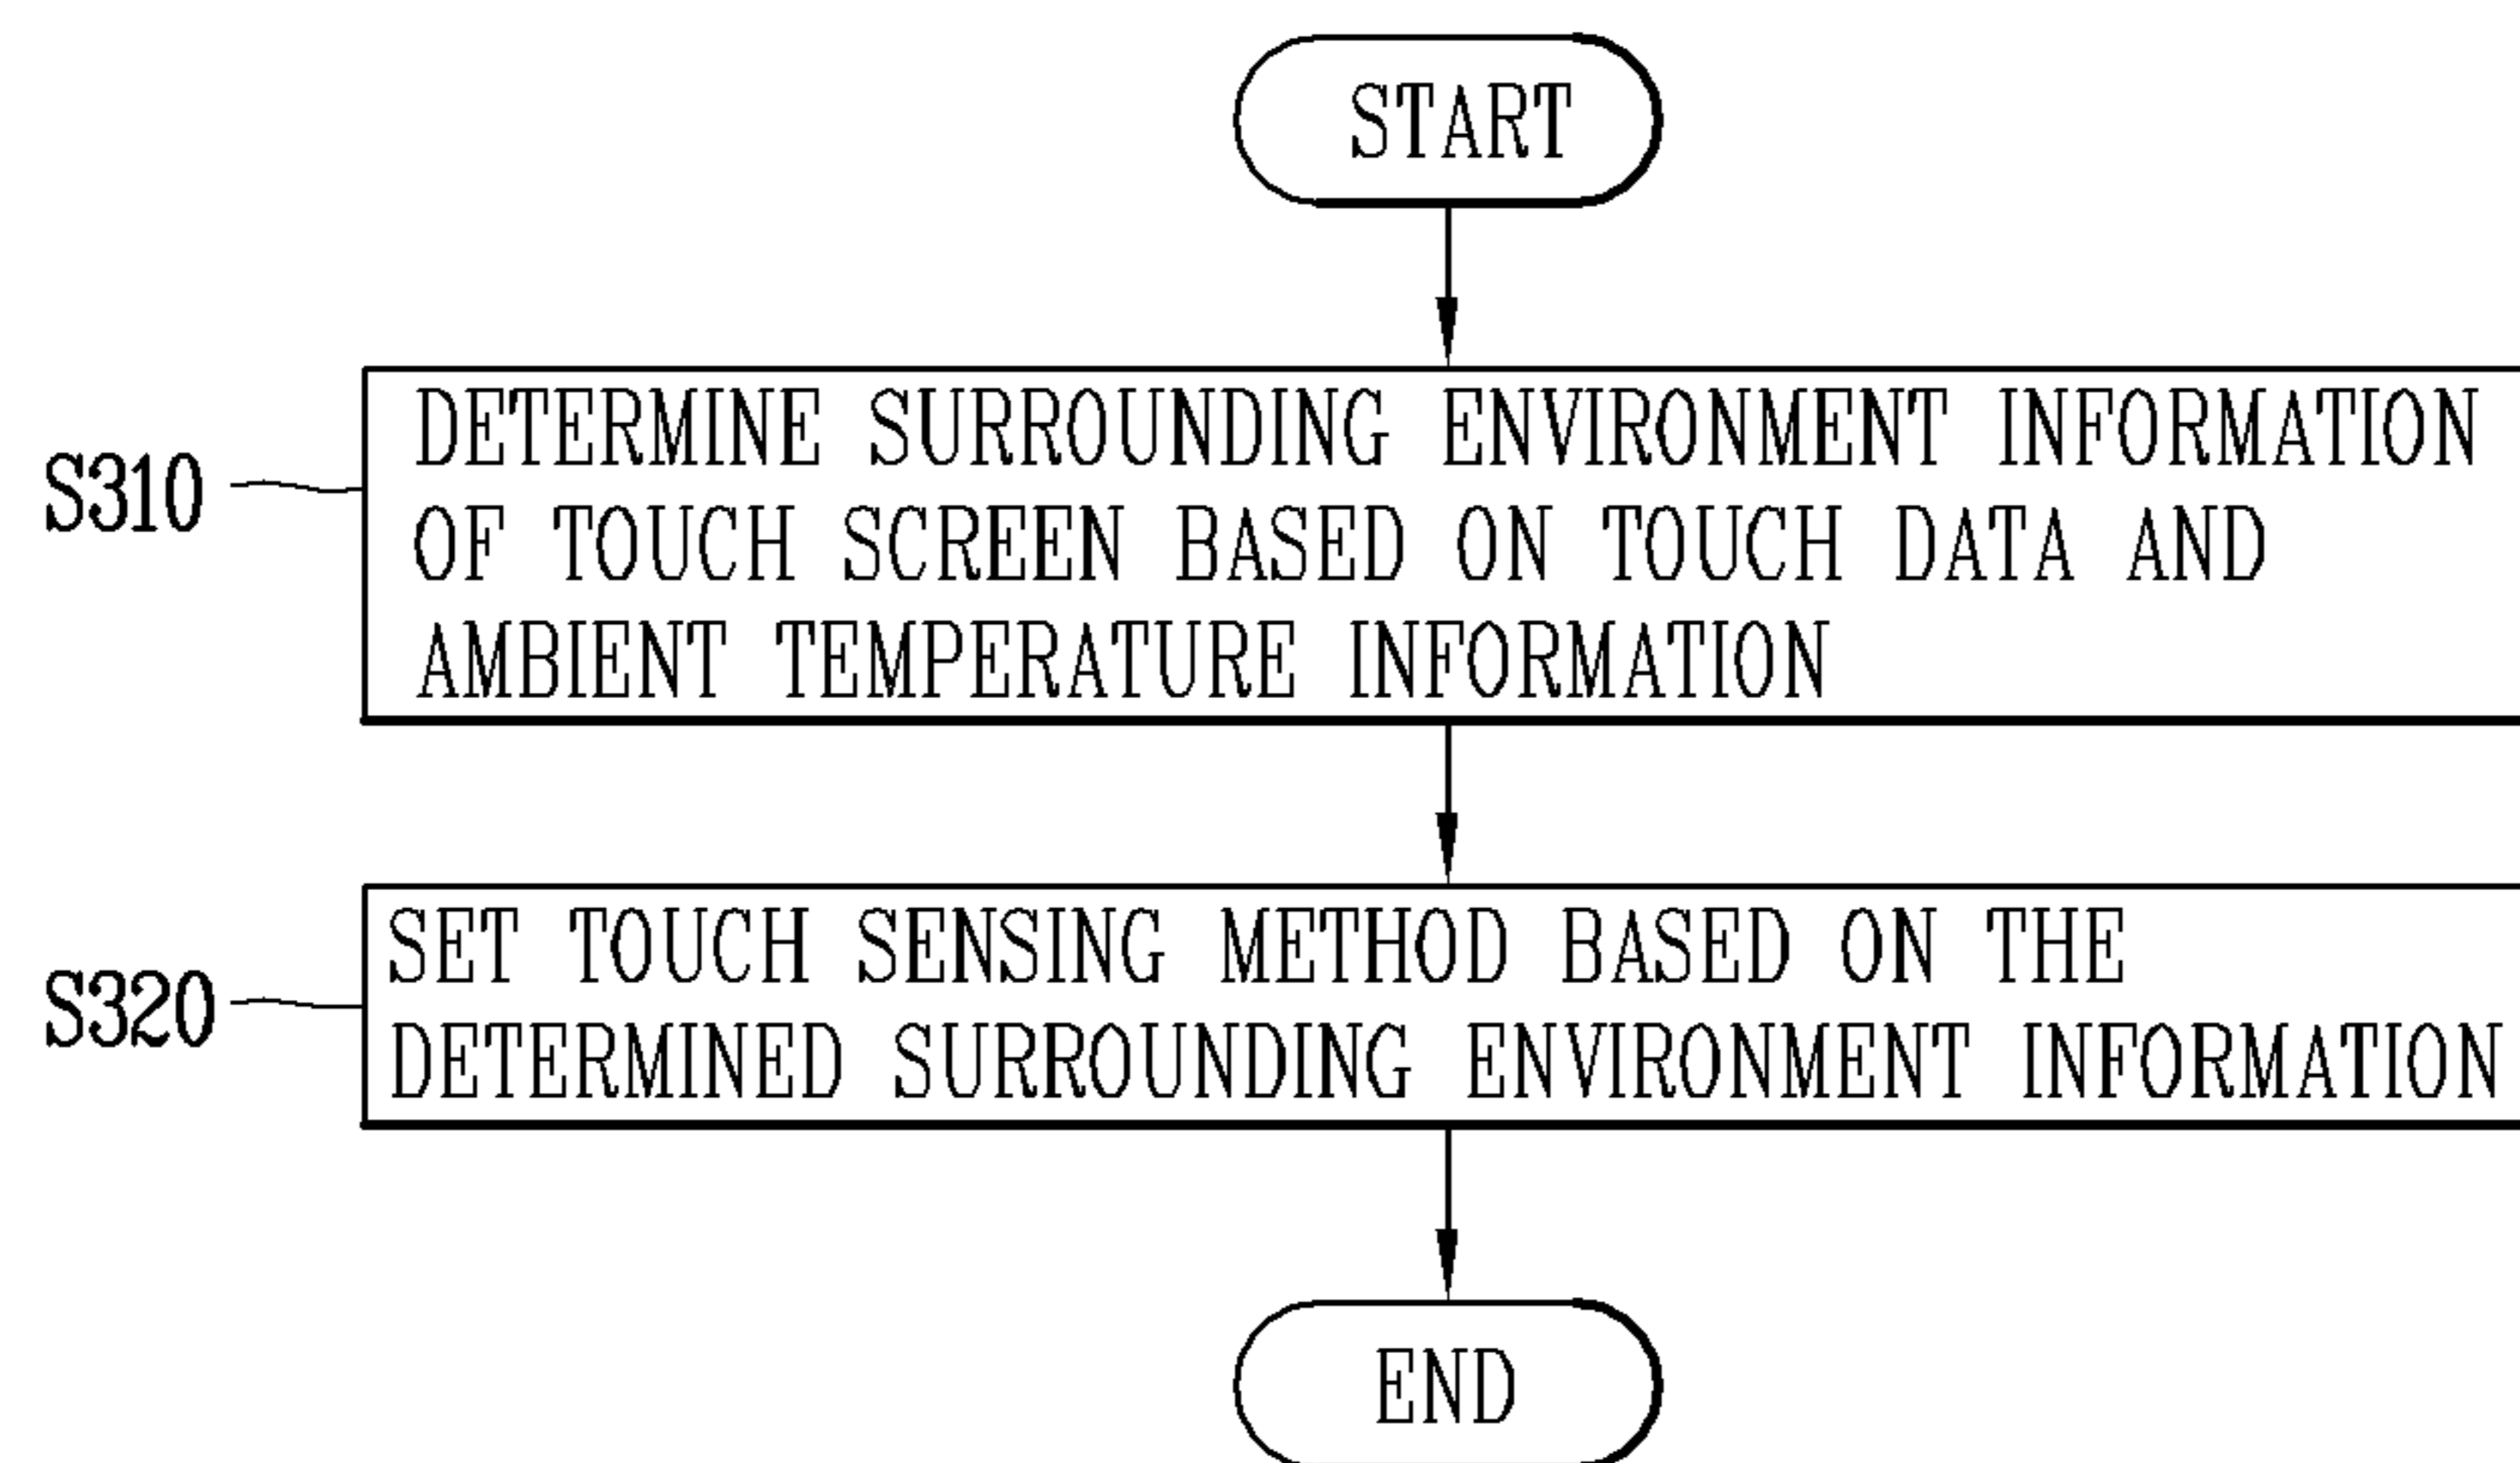 START
S310
DETERMINE SURROUNDING ENVIRONMENT INFORMATION
OF TOUCH SCREEN BASED ON TOUCH DATA AND
AMBIENT TEMPERATURE INFORMATION
S320
SET TOUCH SENSING METHOD BASED ON THE
DETERMINED SURROUNDING ENVIRONMENT INFORMATION
END